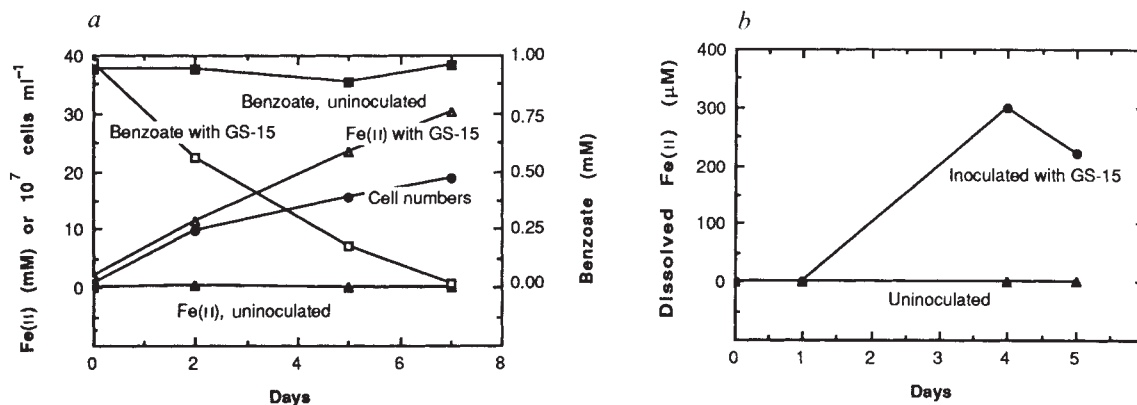 a
40
30
20
10
0
Fe(II) (mM) or 10⁷ cells ml⁻¹
Benzoate, uninoculated
Benzoate with GS-15
Fe(II) with GS-15
Cell numbers
Fe(II), uninoculated
1.00
0.75
0.50
0.25
0.00
Benzoate (mM)
0 2 4 6 8
Days
b
400
300
200
100
0
Dissolved Fe(II) (μM)
Inoculated with GS-15
Uninoculated
0 1 2 3 4 5
Days